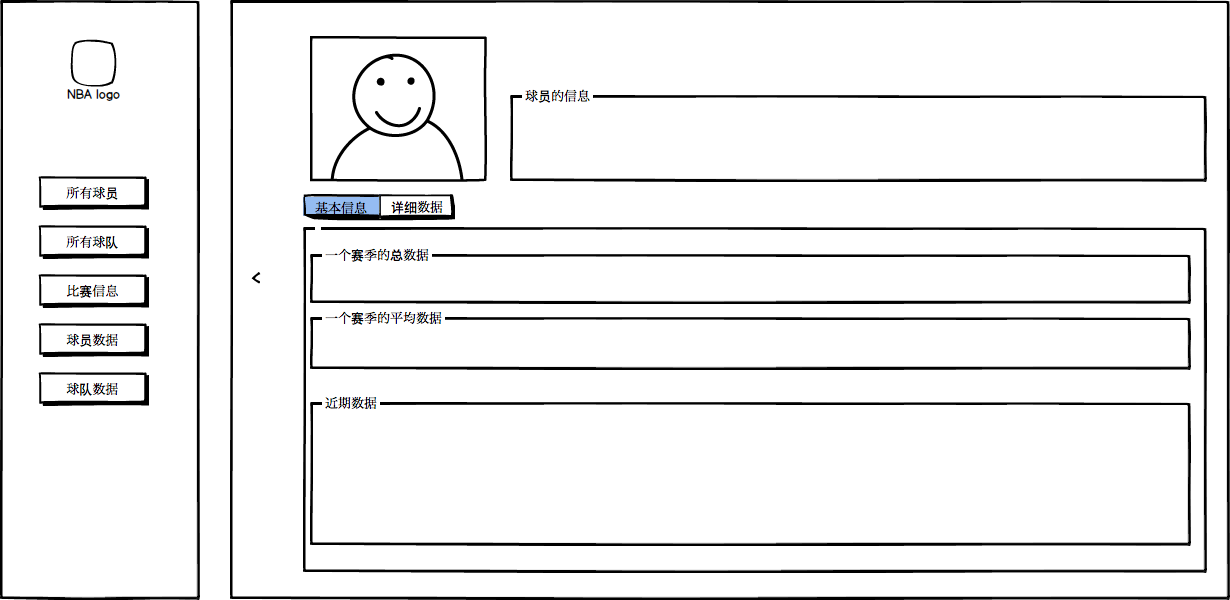 NBA logo
所有球员
所有球队
比赛信息
球员数据
球队数据
球员的信息
基本信息 详细数据
<
一个赛季的总数据
一个赛季的平均数据
近期数据